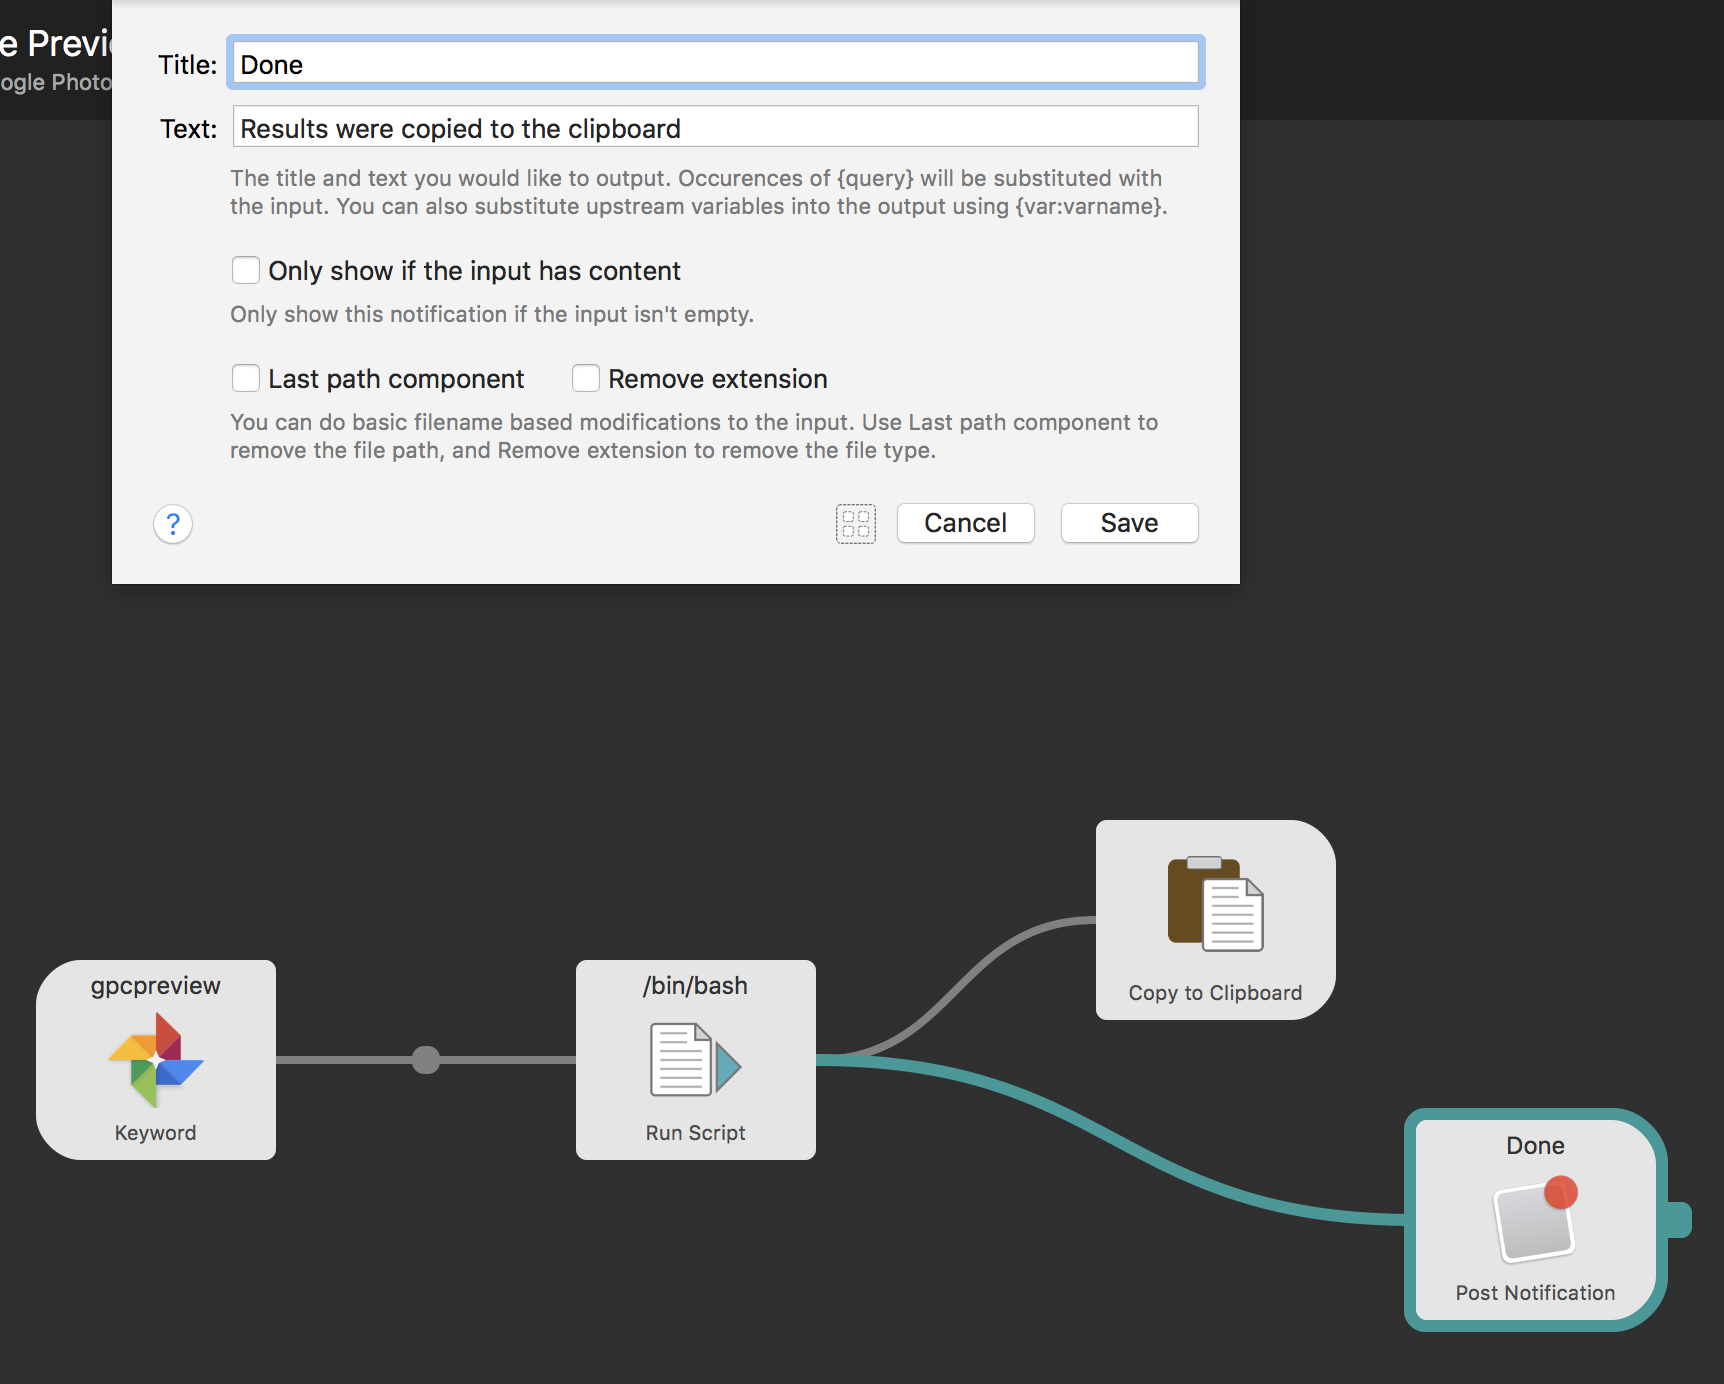 e Previ
ogle Photo
Title: Done
Text: Results were copied to the clipboard
The title and text you would like to output. Occurences of {query} will be substituted with
the input. You can also substitute upstream variables into the output using {var:varname}.
Only show if the input has content
Only show this notification if the input isn't empty.
Last path component Remove extension
You can do basic filename based modifications to the input. Use Last path component to
remove the file path, and Remove extension to remove the file type.
? Cancel Save
Copy to Clipboard
gpcpreview
Keyword
/bin/bash
Run Script
Done
Post Notification